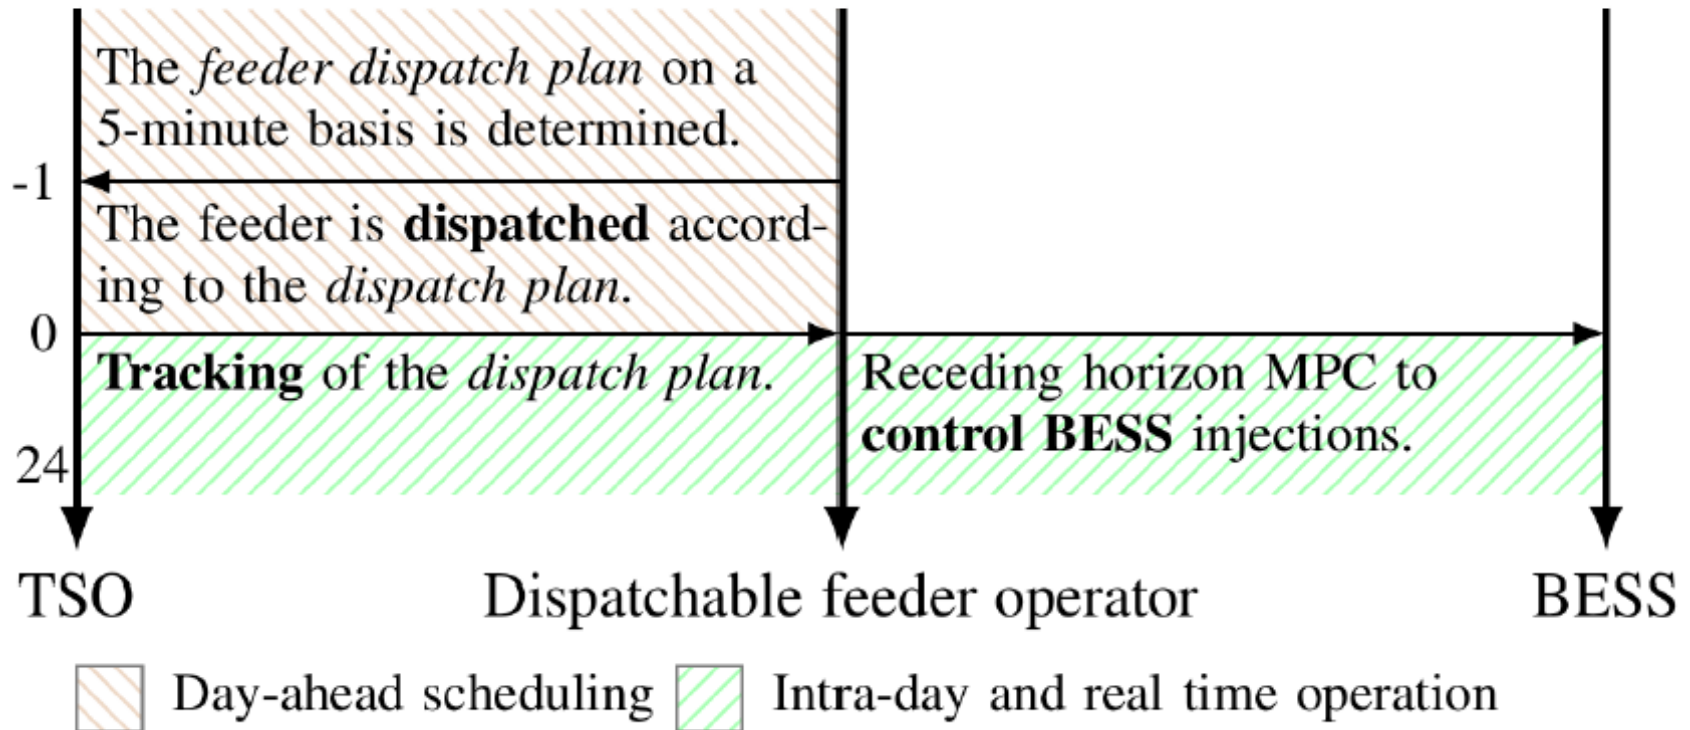 The feeder dispatch plan on a
5-minute basis is determined.
-1
The feeder is dispatched accord-
ing to the dispatch plan.
0
Tracking of the dispatch plan.
Receding horizon MPC to
control BESS injections.
24
TSO
Dispatchable feeder operator
BESS
Day-ahead scheduling
Intra-day and real time operation